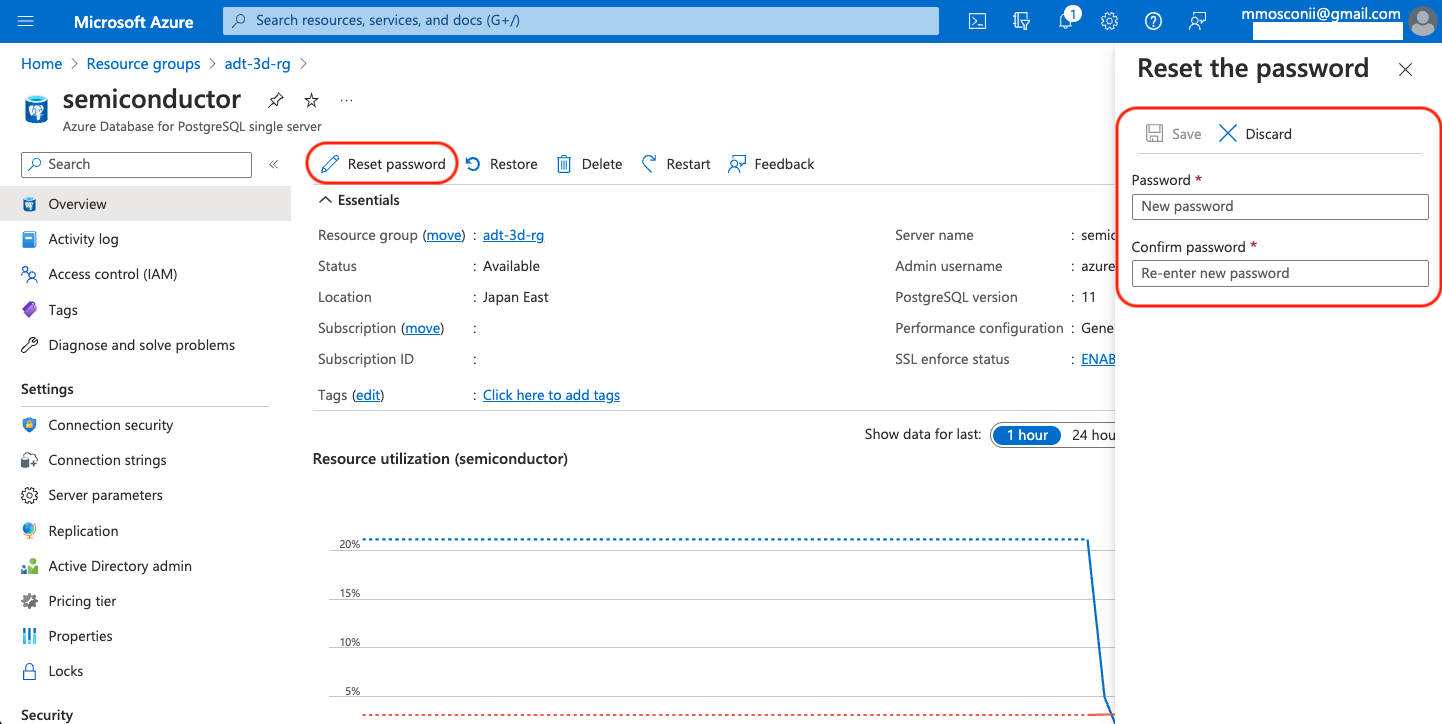 Microsoft Azure
Search resources, services, and docs (G+/)
1
mmosconii@gmail.com
Home > Resource groups > adt-3d-rg >
semiconductor
Azure Database for PostgreSQL single server
Search
Overview
Activity log
Access control (IAM)
Tags
Diagnose and solve problems
Settings
Connection security
Connection strings
Server parameters
Replication
Active Directory admin
Pricing tier
Properties
Locks
Security
Reset password Restore Delete Restart Feedback
Essentials
Resource group (move) : adt-3d-rg
Status : Available
Location : Japan East
Subscription (move) :
Subscription ID :
Tags (edit) : Click here to add tags
Server name : semic
Admin username : azure
PostgreSQL version : 11
Performance configuration : Gene
SSL enforce status : ENAB
Show data for last: 1 hour 24 hou
Resource utilization (semiconductor)
20%
15%
10%
5%
Reset the password
Save Discard
Password *
New password
Confirm password *
Re-enter new password